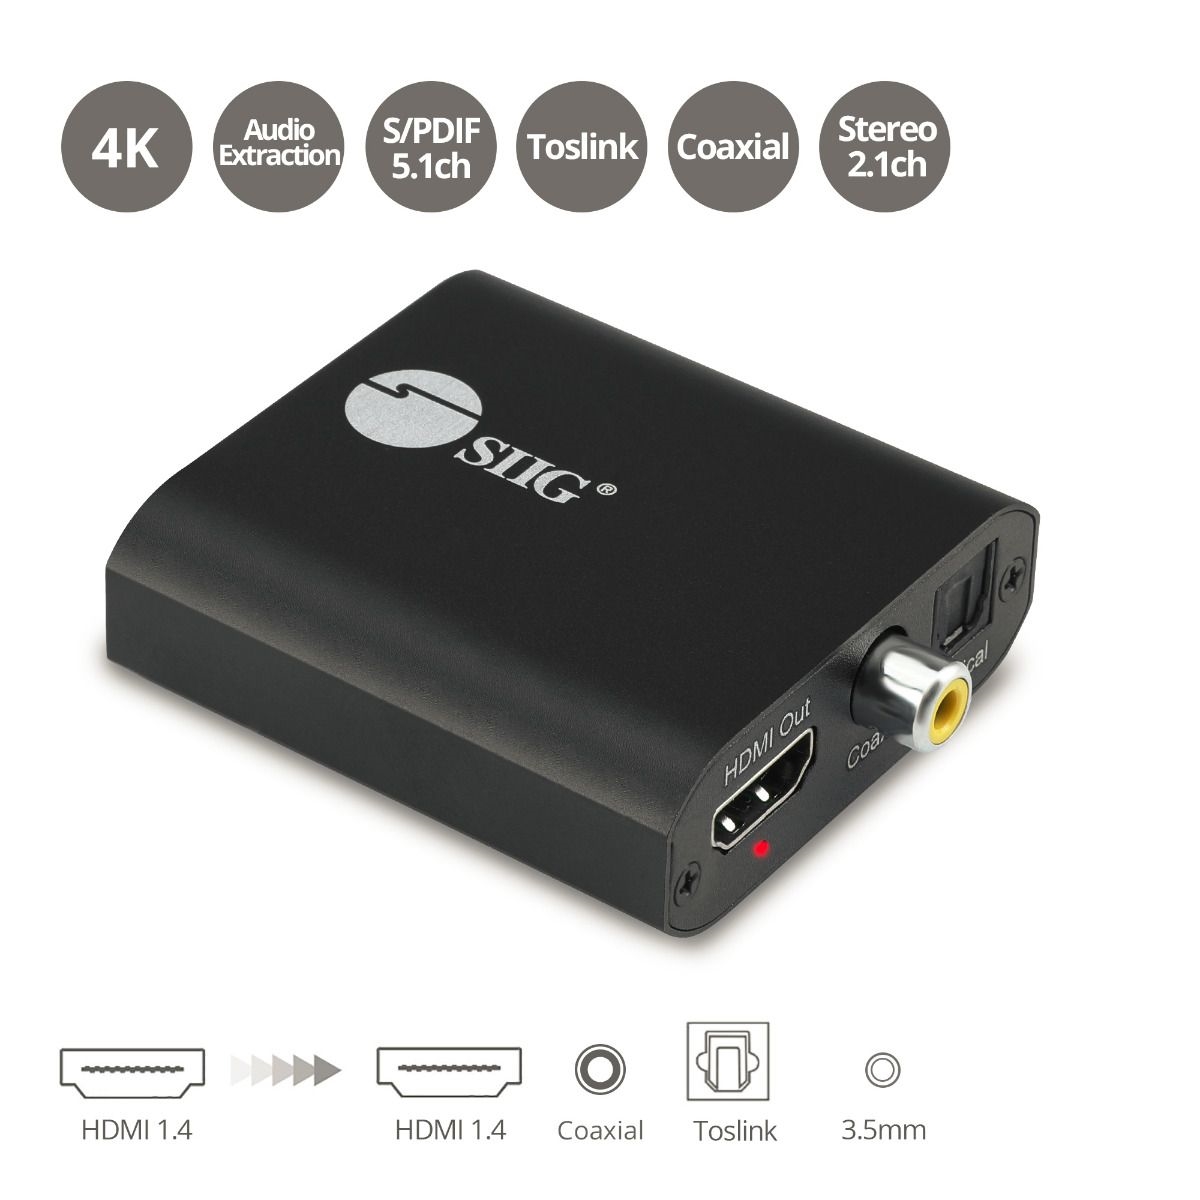 4K
Audio
Extraction
S/PDIF
5.1ch
Toslink
Coaxial
Stereo
2.1ch
SIIG®
HDMI Out
HDMI 1.4
HDMI 1.4
Coaxial
Toslink
3.5mm